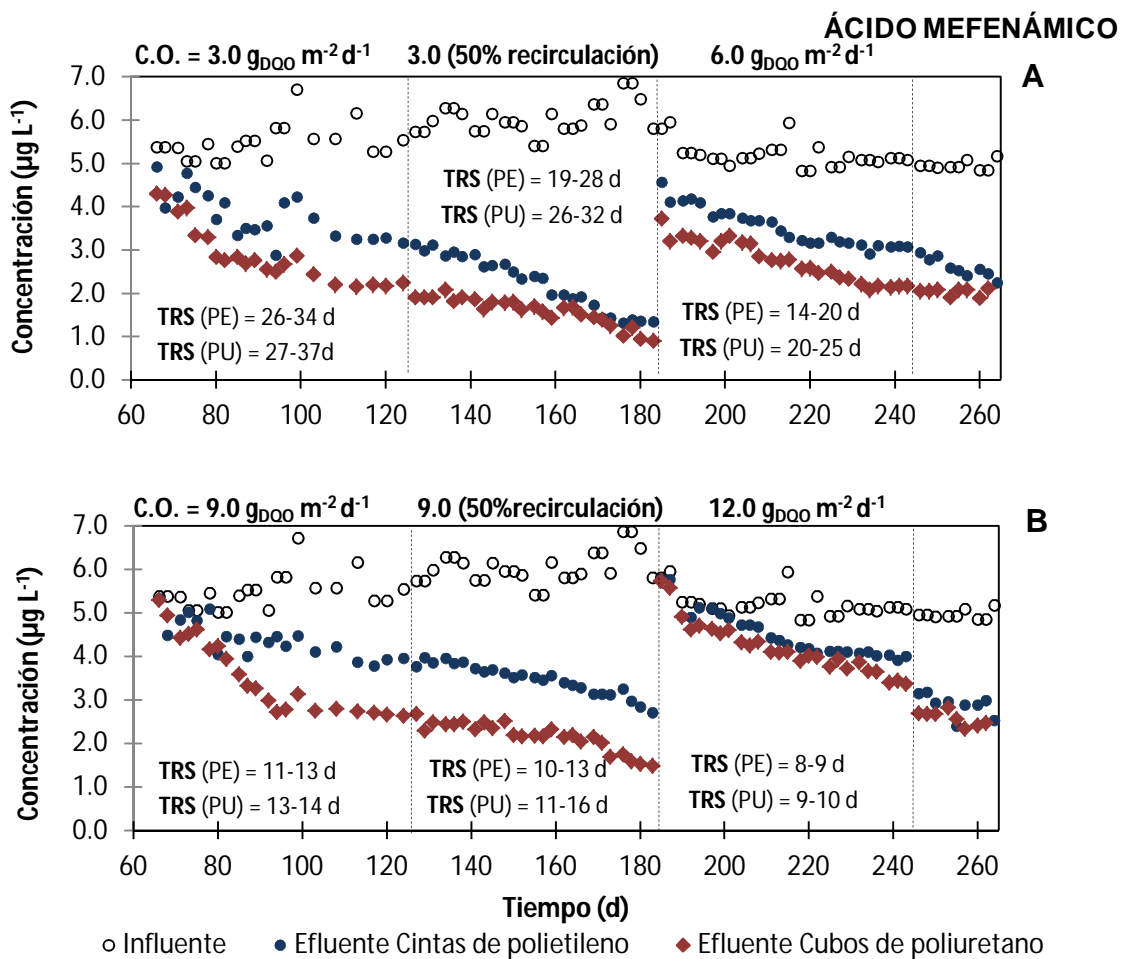 ÁCIDO MEFENÁMICO
C.O. = 3.0 gDQO m-2 d-1 3.0 (50% recirculación) 6.0 gDQO m-2 d-1
A
Concentración (µg L-1)
7.0
6.0
5.0
4.0
3.0
2.0
1.0
0.0
TRS (PE) = 19-28 d
TRS (PU) = 26-32 d
TRS (PE) = 26-34 d
TRS (PU) = 27-37d
TRS (PE) = 14-20 d
TRS (PU) = 20-25 d
60 80 100 120 140 160 180 200 220 240 260
C.O. = 9.0 gDQO m-2 d-1 9.0 (50%recirculación) 12.0 gDQO m-2 d-1
B
Concentración (µg L-1)
7.0
6.0
5.0
4.0
3.0
2.0
1.0
0.0
TRS (PE) = 11-13 d
TRS (PU) = 13-14 d
TRS (PE) = 10-13 d
TRS (PU) = 11-16 d
TRS (PE) = 8-9 d
TRS (PU) = 9-10 d
60 80 100 120 140 160 180 200 220 240 260
Tiempo (d)
Influente Efluente Cintas de polietileno Efluente Cubos de poliuretano